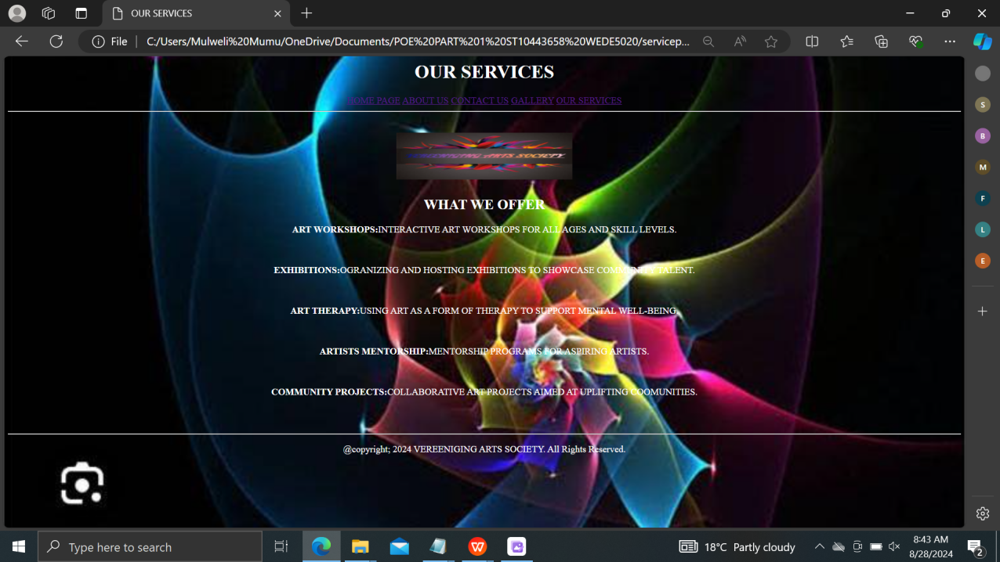 OUR SERVICES
File
C:/Users/Mulweli%20Mumu/OneDrive/Documents/POE%20PART%201%20ST10443658%20WEDE5020/servicep...
OUR SERVICES
HOME PAGE ABOUT US CONTACT US GALLERY OUR SERVICES
ARTS SOCIETY
WHAT WE OFFER
ART WORKSHOPS:INTERACTIVE ART WORKSHOPS FOR ALL AGES AND SKILL LEVELS.
EXHIBITIONS:OGRANIZING AND HOSTING EXHIBITIONS TO SHOWCASE COMMUNITY TALENT.
ART THERAPY:USING ART AS A FORM OF THERAPY TO SUPPORT MENTAL WELL-BEING.
ARTISTS MENTORSHIP:MENTORSHIP PROGRAMS FOR ASPIRING ARTISTS.
COMMUNITY PROJECTS:COLLABORATIVE ART PROJECTS AIMED AT UPLIFTING COOMUNITIES.
@copyright; 2024 VEREENIGING ARTS SOCIETY. All Rights Reserved.
S
B
M
F
L
E
Type here to search
18°C Partly cloudy
8:43 AM
8/28/2024
2